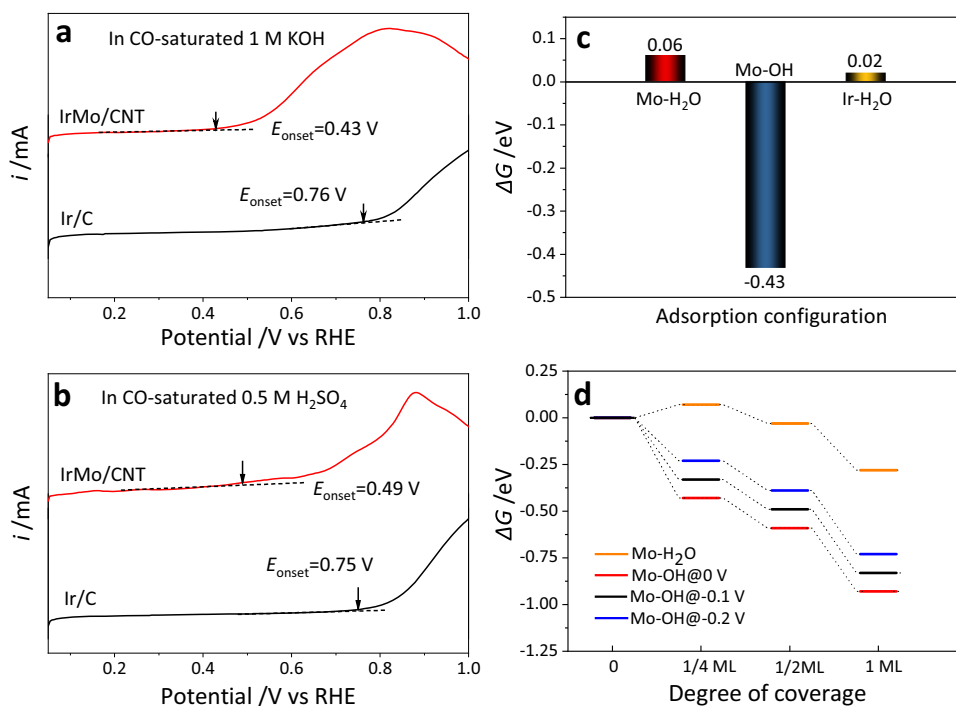 a
In CO-saturated 1 M KOH
IrMo/CNT
E_onset=0.43 V
E_onset=0.76 V
Ir/C
i /mA
0.2 0.4 0.6 0.8 1.0
Potential /V vs RHE
b
In CO-saturated 0.5 M H₂SO₄
IrMo/CNT
E_onset=0.49 V
E_onset=0.75 V
Ir/C
i /mA
0.2 0.4 0.6 0.8 1.0
Potential /V vs RHE
c
0.1
0.0
-0.1
-0.2
-0.3
-0.4
-0.5
ΔG /eV
0.06
Mo-H₂O
Mo-OH
-0.43
0.02
Ir-H₂O
Adsorption configuration
d
0.25
0.00
-0.25
-0.50
-0.75
-1.00
-1.25
ΔG /eV
Mo-H₂O
Mo-OH@0 V
Mo-OH@-0.1 V
Mo-OH@-0.2 V
0 1/4 ML 1/2ML 1 ML
Degree of coverage